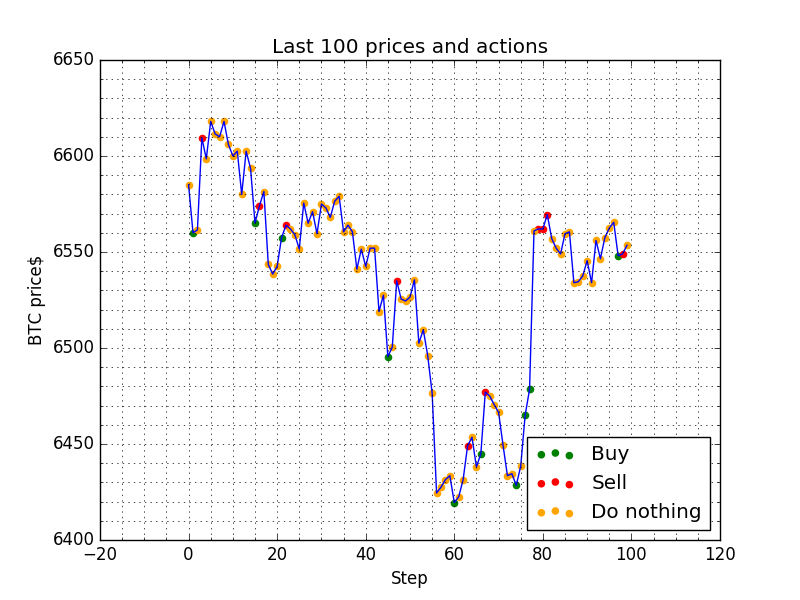 Last 100 prices and actions
6650
6600
6550
6500
6450
6400
BTC price$
Buy
Sell
Do nothing
−20 0 20 40 60 80 100 120
Step